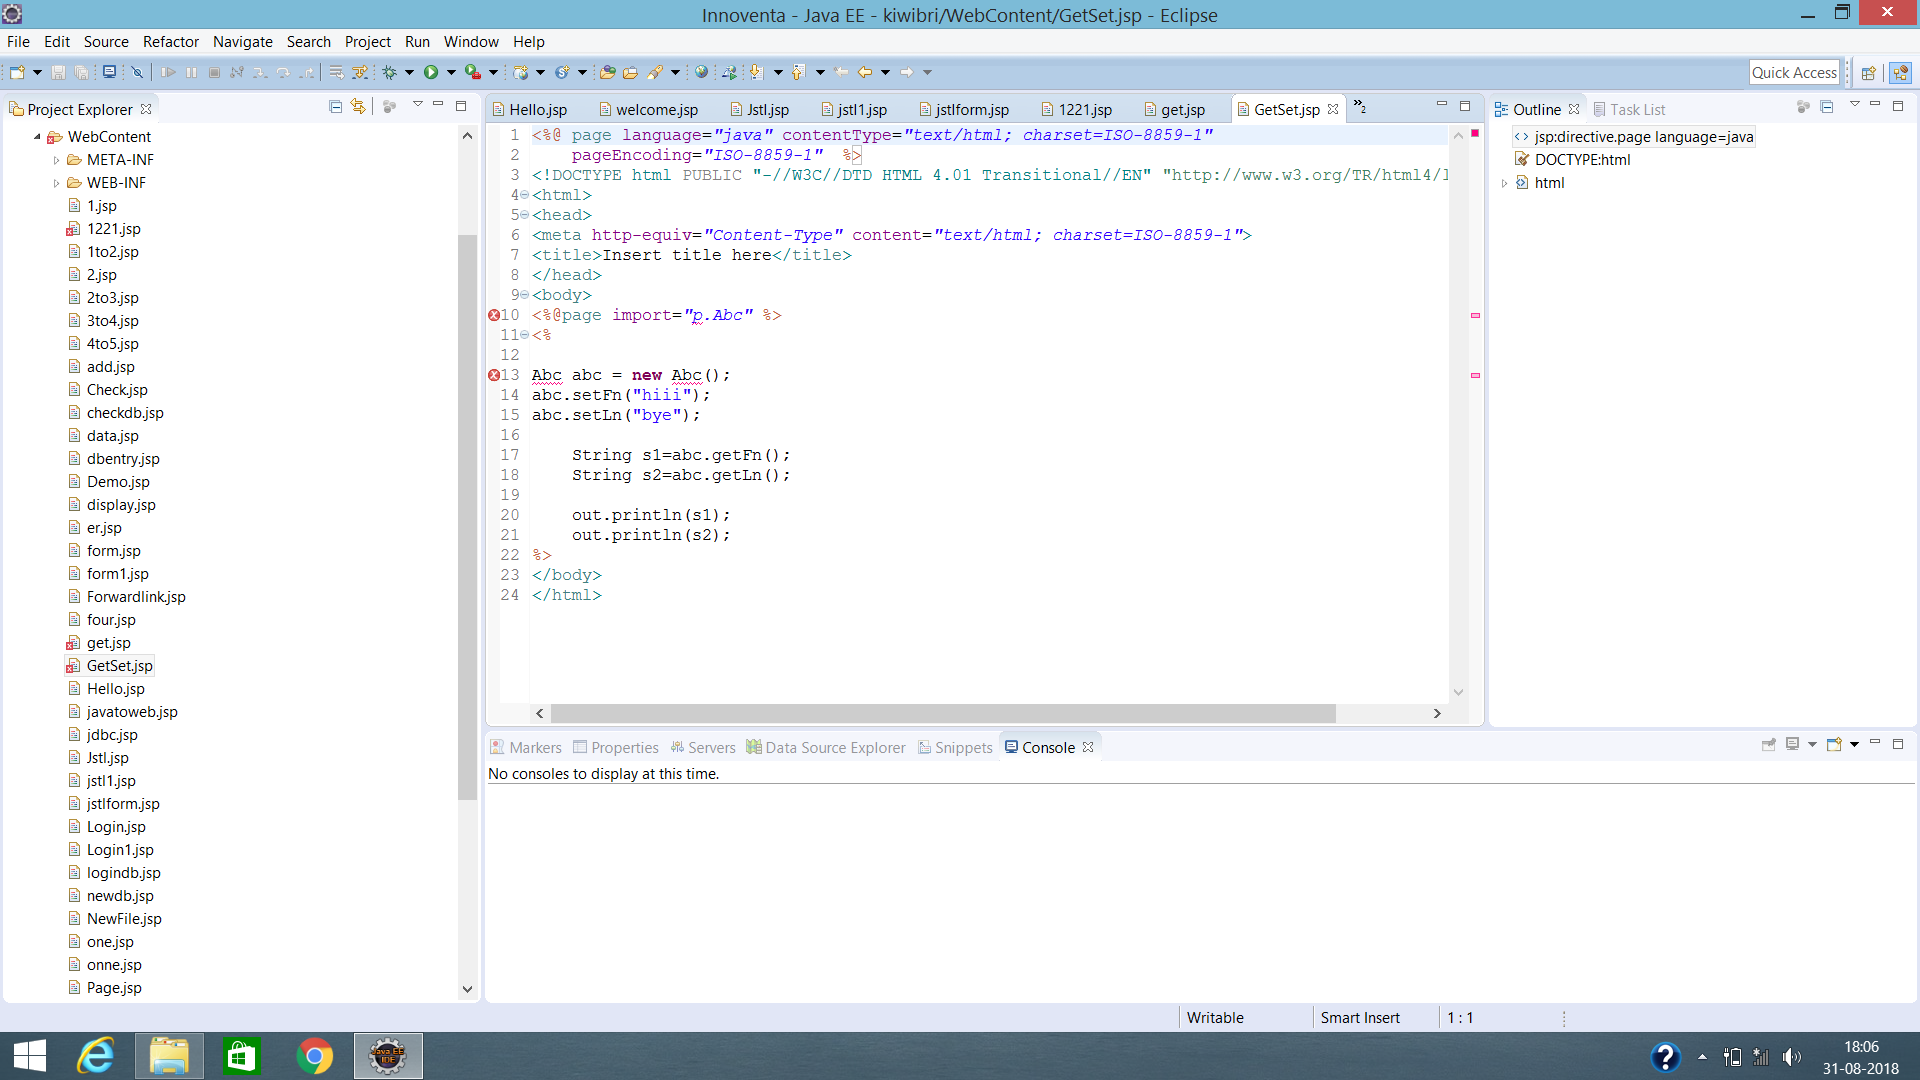 Innoventa - Java EE - kiwibri/WebContent/GetSet.jsp - Eclipse
File Edit Source Refactor Navigate Search Project Run Window Help
Quick Access
Project Explorer
WebContent
META-INF
WEB-INF
1.jsp
1221.jsp
1to2.jsp
2.jsp
2to3.jsp
3to4.jsp
4to5.jsp
add.jsp
Check.jsp
checkdb.jsp
data.jsp
dbentry.jsp
Demo.jsp
display.jsp
er.jsp
form.jsp
form1.jsp
Forwardlink.jsp
four.jsp
get.jsp
GetSet.jsp
Hello.jsp
javatoweb.jsp
jdbc.jsp
Jstl.jsp
jstl1.jsp
jstlform.jsp
Login.jsp
Login1.jsp
logindb.jsp
newdb.jsp
NewFile.jsp
one.jsp
onne.jsp
Page.jsp
Hello.jsp welcome.jsp Jstl.jsp jstl1.jsp jstlform.jsp 1221.jsp get.jsp GetSet.jsp »2
1 <%@ page language="java" contentType="text/html; charset=ISO-8859-1"
2 pageEncoding="ISO-8859-1" %>
3 <!DOCTYPE html PUBLIC "-//W3C//DTD HTML 4.01 Transitional//EN" "http://www.w3.org/TR/html4/l
4 <html>
5 <head>
6 <meta http-equiv="Content-Type" content="text/html; charset=ISO-8859-1">
7 <title>Insert title here</title>
8 </head>
9 <body>
10 <%@page import="p.Abc" %>
11 <%
12
13 Abc abc = new Abc();
14 abc.setFn("hiii");
15 abc.setLn("bye");
16
17 String s1=abc.getFn();
18 String s2=abc.getLn();
19
20 out.println(s1);
21 out.println(s2);
22 %>
23 </body>
24 </html>
Outline Task List
jsp:directive.page language=java
DOCTYPE:html
html
Markers Properties Servers Data Source Explorer Snippets Console
No consoles to display at this time.
Writable Smart Insert 1 : 1
Java EE
IDE
18:06
31-08-2018